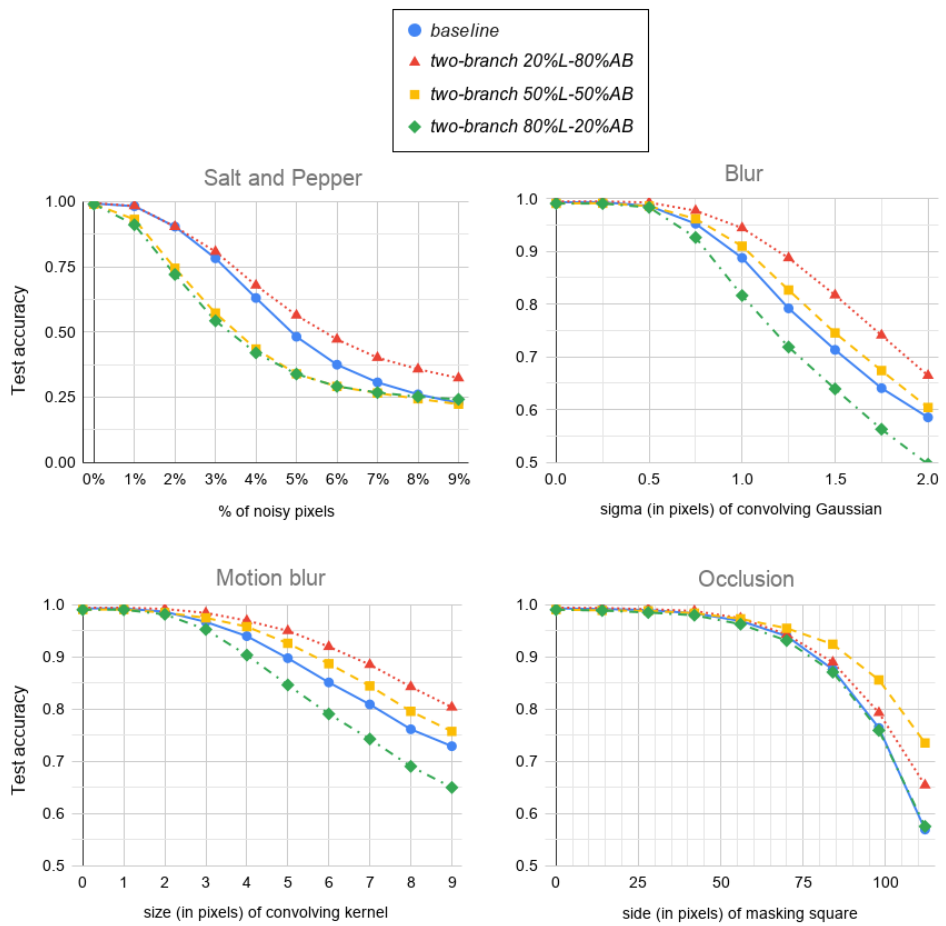 baseline
two-branch 20%L-80%AB
two-branch 50%L-50%AB
two-branch 80%L-20%AB
Salt and Pepper
Test accuracy
1.00
0.75
0.50
0.25
0.00
0% 1% 2% 3% 4% 5% 6% 7% 8% 9%
% of noisy pixels
Blur
1.0
0.9
0.8
0.7
0.6
0.5
0.0 0.5 1.0 1.5 2.0
sigma (in pixels) of convolving Gaussian
Motion blur
Test accuracy
1.0
0.9
0.8
0.7
0.6
0.5
0 1 2 3 4 5 6 7 8 9
size (in pixels) of convolving kernel
Occlusion
1.0
0.9
0.8
0.7
0.6
0.5
0 25 50 75 100
side (in pixels) of masking square